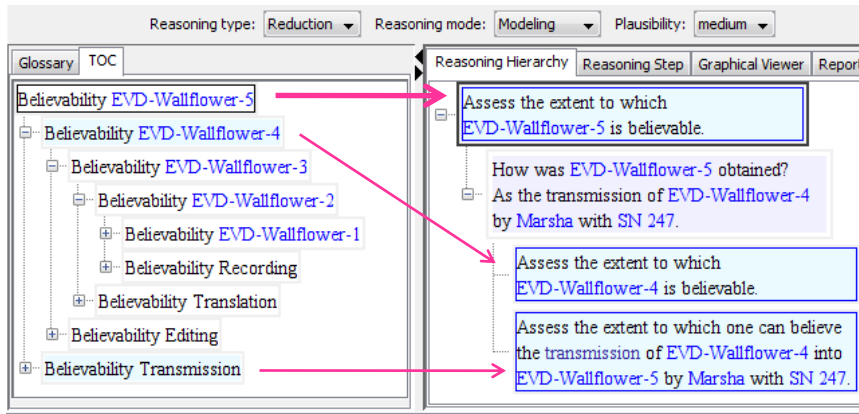 Reasoning type: Reduction Reasoning mode: Modeling Plausibility: medium
Glossary TOC
Believability EVD-Wallflower-5
Believability EVD-Wallflower-4
Believability EVD-Wallflower-3
Believability EVD-Wallflower-2
Believability EVD-Wallflower-1
Believability Recording
Believability Translation
Believability Editing
Believability Transmission
Reasoning Hierarchy Reasoning Step Graphical Viewer Report
Assess the extent to which
EVD-Wallflower-5 is believable.
How was EVD-Wallflower-5 obtained?
As the transmission of EVD-Wallflower-4
by Marsha with SN 247.
Assess the extent to which
EVD-Wallflower-4 is believable.
Assess the extent to which one can believe
the transmission of EVD-Wallflower-4 into
EVD-Wallflower-5 by Marsha with SN 247.